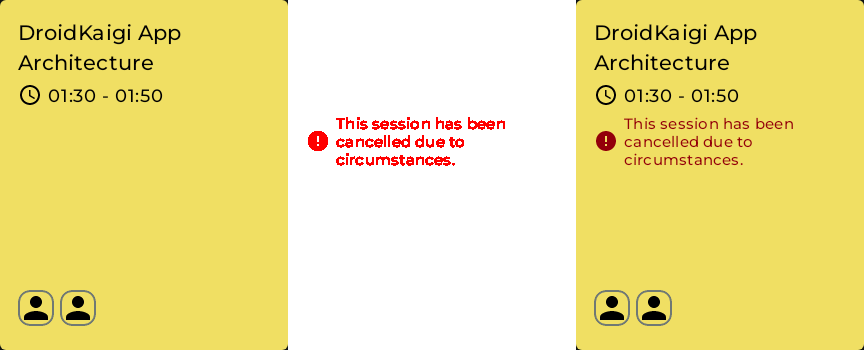 DroidKaigi App
Architecture
01:30 - 01:50
This session has been
cancelled due to
circumstances.
DroidKaigi App
Architecture
01:30 - 01:50
This session has been
cancelled due to
circumstances.